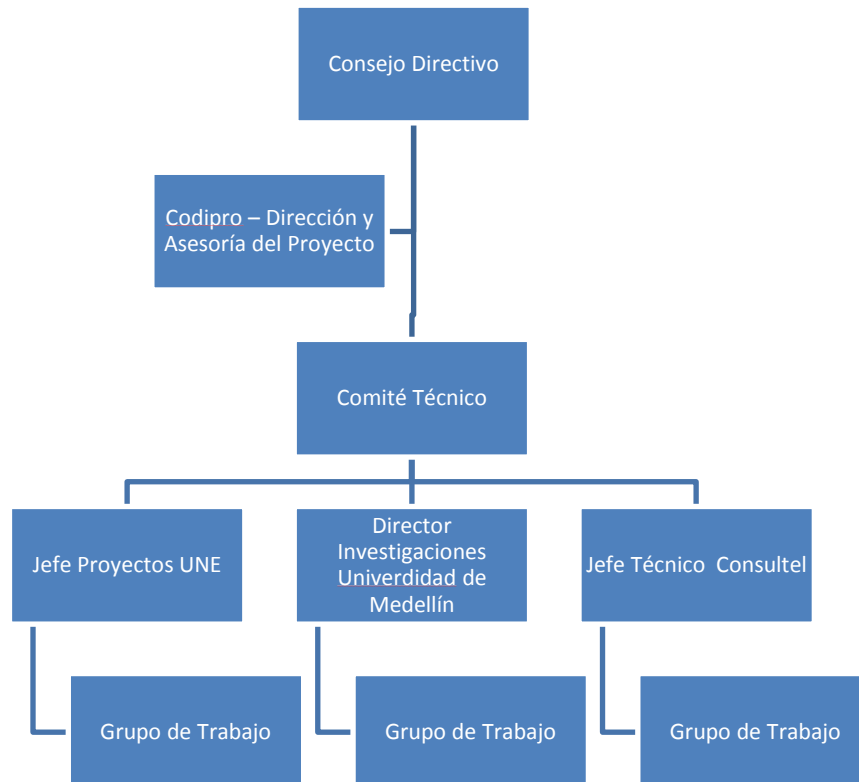 Consejo Directivo
Codipro – Dirección y
Asesoría del Proyecto
Comité Técnico
Jefe Proyectos UNE
Director
Investigaciones
Univerdidad de
Medellín
Jefe Técnico  Consultel
Grupo de Trabajo
Grupo de Trabajo
Grupo de Trabajo